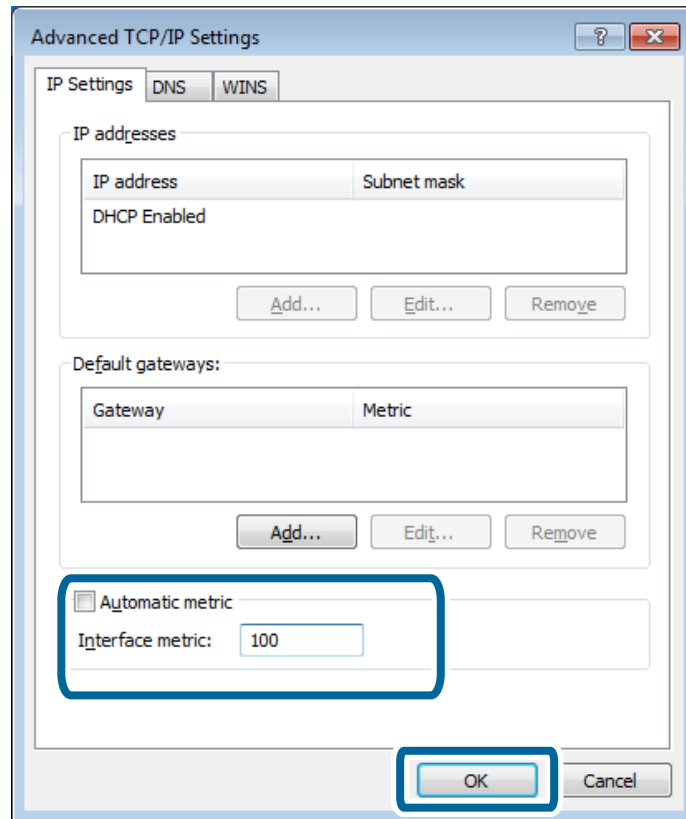 Advanced TCP/IP Settings
?
IP Settings DNS WINS
IP addresses
IP address Subnet mask
DHCP Enabled
Add... Edit... Remove
Default gateways:
Gateway Metric
Add... Edit... Remove
Automatic metric
Interface metric: 100
OK Cancel